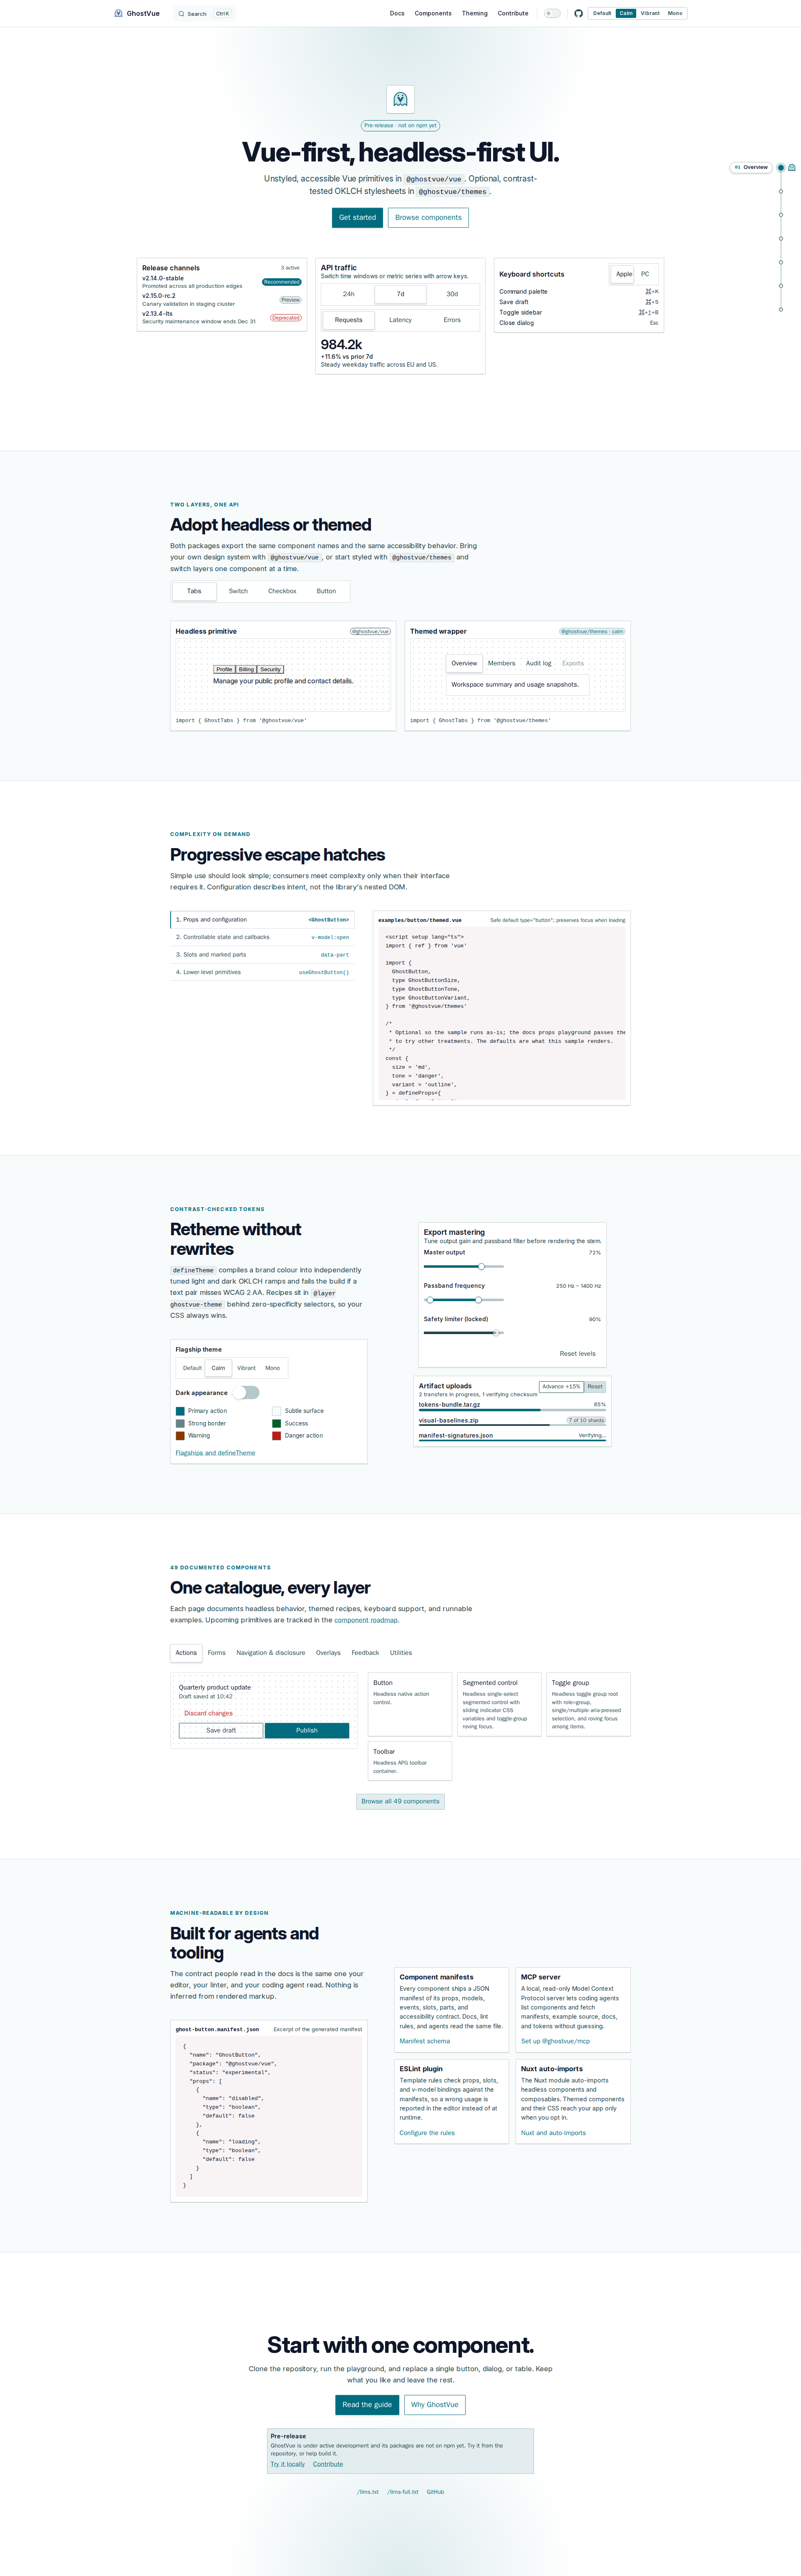 GhostVue
Search
Ctrl K
Docs
Components
Theming
Contribute
Default
Calm
Vibrant
Mono
Pre-release · not on npm yet
Vue-first, headless-first UI.
Unstyled, accessible Vue primitives in @ghostvue/vue. Optional, contrast-
tested OKLCH stylesheets in @ghostvue/themes.
Get started
Browse components
01 Overview
Release channels
3 active
v2.14.0-stable
Promoted across all production edges
Recommended
v2.15.0-rc.2
Canary validation in staging cluster
Preview
v2.13.4-lts
Security maintenance window ends Dec 31
Deprecated
API traffic
Switch time windows or metric series with arrow keys.
24h
7d
30d
Requests
Latency
Errors
984.2k
+11.6% vs prior 7d
Steady weekday traffic across EU and US.
Keyboard shortcuts
Apple
PC
Command palette
⌘+K
Save draft
⌘+S
Toggle sidebar
⌘+⇧+B
Close dialog
Esc
TWO LAYERS, ONE API
Adopt headless or themed
Both packages export the same component names and the same accessibility behavior. Bring
your own design system with @ghostvue/vue, or start styled with @ghostvue/themes and
switch layers one component at a time.
Tabs
Switch
Checkbox
Button
Headless primitive
@ghostvue/vue
Profile
Billing
Security
Manage your public profile and contact details.
import { GhostTabs } from '@ghostvue/vue'
Themed wrapper
@ghostvue/themes · calm
Overview
Members
Audit log
Exports
Workspace summary and usage snapshots.
import { GhostTabs } from '@ghostvue/themes'
COMPLEXITY ON DEMAND
Progressive escape hatches
Simple use should look simple; consumers meet complexity only when their interface
requires it. Configuration describes intent, not the library's nested DOM.
1. Props and configuration
<GhostButton>
2. Controllable state and callbacks
v-model:open
3. Slots and marked parts
data-part
4. Lower-level primitives
useGhostButton()
examples/button/themed.vue
Safe default type="button"; preserves focus when loading
<script setup lang="ts">
import { ref } from 'vue'
import {
GhostButton,
type GhostButtonSize,
type GhostButtonTone,
type GhostButtonVariant,
} from '@ghostvue/themes'
/*
* Optional so the sample runs as-is; the docs props playground passes the
* to try other treatments. The defaults are what this sample renders.
*/
const {
size = 'md',
tone = 'danger',
variant = 'outline',
} = defineProps<{
CONTRAST-CHECKED TOKENS
Retheme without
rewrites
defineTheme compiles a brand colour into independently
tuned light and dark OKLCH ramps and fails the build if a
text pair misses WCAG 2 AA. Recipes sit in @layer
ghostvue-theme behind zero-specificity selectors, so your
CSS always wins.
Flagship theme
Default
Calm
Vibrant
Mono
Dark appearance
Primary action
Subtle surface
Strong border
Success
Warning
Danger action
Flagships and defineTheme
Export mastering
Tune output gain and passband filter before rendering the stem.
Master output
72%
Passband frequency
250 Hz – 1400 Hz
Safety limiter (locked)
90%
Reset levels
Artifact uploads
2 transfers in progress, 1 verifying checksum
Advance +15%
Reset
tokens-bundle.tar.gz
65%
visual-baselines.zip
7 of 10 shards
manifest-signatures.json
Verifying…
49 DOCUMENTED COMPONENTS
One catalogue, every layer
Each page documents headless behavior, themed recipes, keyboard support, and runnable
examples. Upcoming primitives are tracked in the component roadmap.
Actions
Forms
Navigation & disclosure
Overlays
Feedback
Utilities
Quarterly product update
Draft saved at 10:42
Discard changes
Save draft
Publish
Button
Headless native action
control.
Segmented control
Headless single-select
segmented control with
sliding indicator CSS
variables and toggle-group
roving focus.
Toggle group
Headless toggle group root
with role=group,
single/multiple aria-pressed
selection, and roving focus
among items.
Toolbar
Headless APG toolbar
container.
Browse all 49 components
MACHINE-READABLE BY DESIGN
Built for agents and
tooling
The contract people read in the docs is the same one your
editor, your linter, and your coding agent read. Nothing is
inferred from rendered markup.
ghost-button.manifest.json
Excerpt of the generated manifest
{
"name": "GhostButton",
"package": "@ghostvue/vue",
"status": "experimental",
"props": [
{
"name": "disabled",
"type": "boolean",
"default": false
},
{
"name": "loading",
"type": "boolean",
"default": false
}
]
}
Component manifests
Every component ships a JSON
manifest of its props, models,
events, slots, parts, and
accessibility contract. Docs, lint
rules, and agents read the same file.
Manifest schema
MCP server
A local, read-only Model Context
Protocol server lets coding agents
list components and fetch
manifests, example source, docs,
and tokens without guessing.
Set up @ghostvue/mcp
ESLint plugin
Template rules check props, slots,
and v-model bindings against the
manifests, so a wrong usage is
reported in the editor instead of at
runtime.
Configure the rules
Nuxt auto-imports
The Nuxt module auto-imports
headless components and
composables. Themed components
and their CSS reach your app only
when you opt in.
Nuxt and auto-imports
Start with one component.
Clone the repository, run the playground, and replace a single button, dialog, or table. Keep
what you like and leave the rest.
Read the guide
Why GhostVue
Pre-release
GhostVue is under active development and its packages are not on npm yet. Try it from the
repository, or help build it.
Try it locally
Contribute
/llms.txt
/llms-full.txt
GitHub